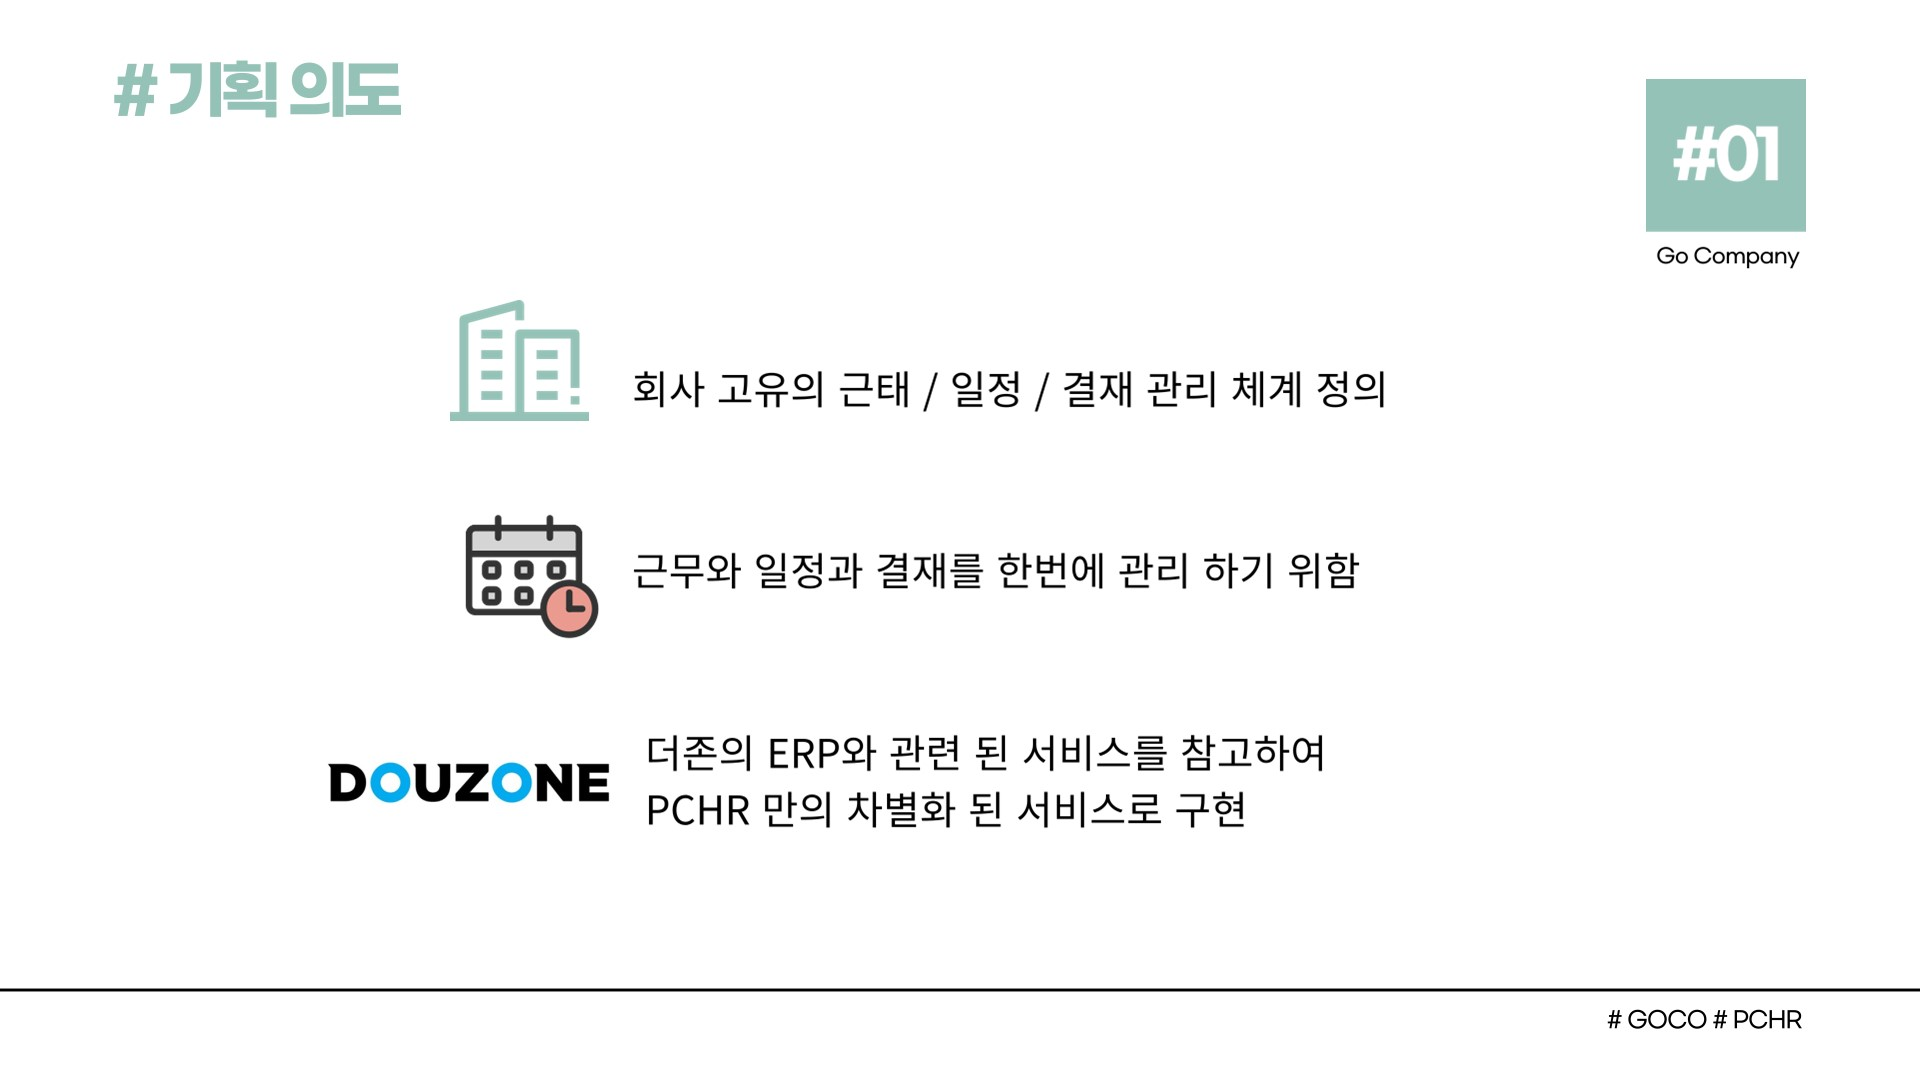 # 기획 의도
#01
Go Company
회사 고유의 근태 / 일정 / 결재 관리 체계 정의
근무와 일정과 결재를 한번에 관리 하기 위함
DOUZONE
더존의 ERP와 관련 된 서비스를 참고하여
PCHR 만의 차별화 된 서비스로 구현
# GOCO # PCHR